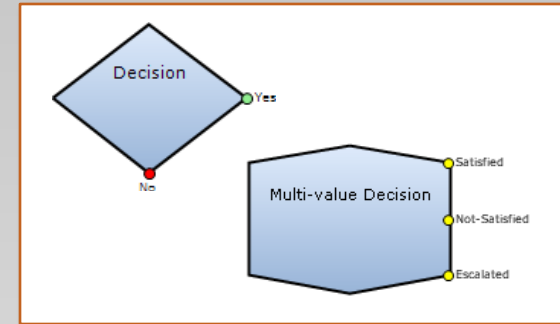 Decision
Yes
No
Multi-value Decision
Satisfied
Not-Satisfied
Escalated